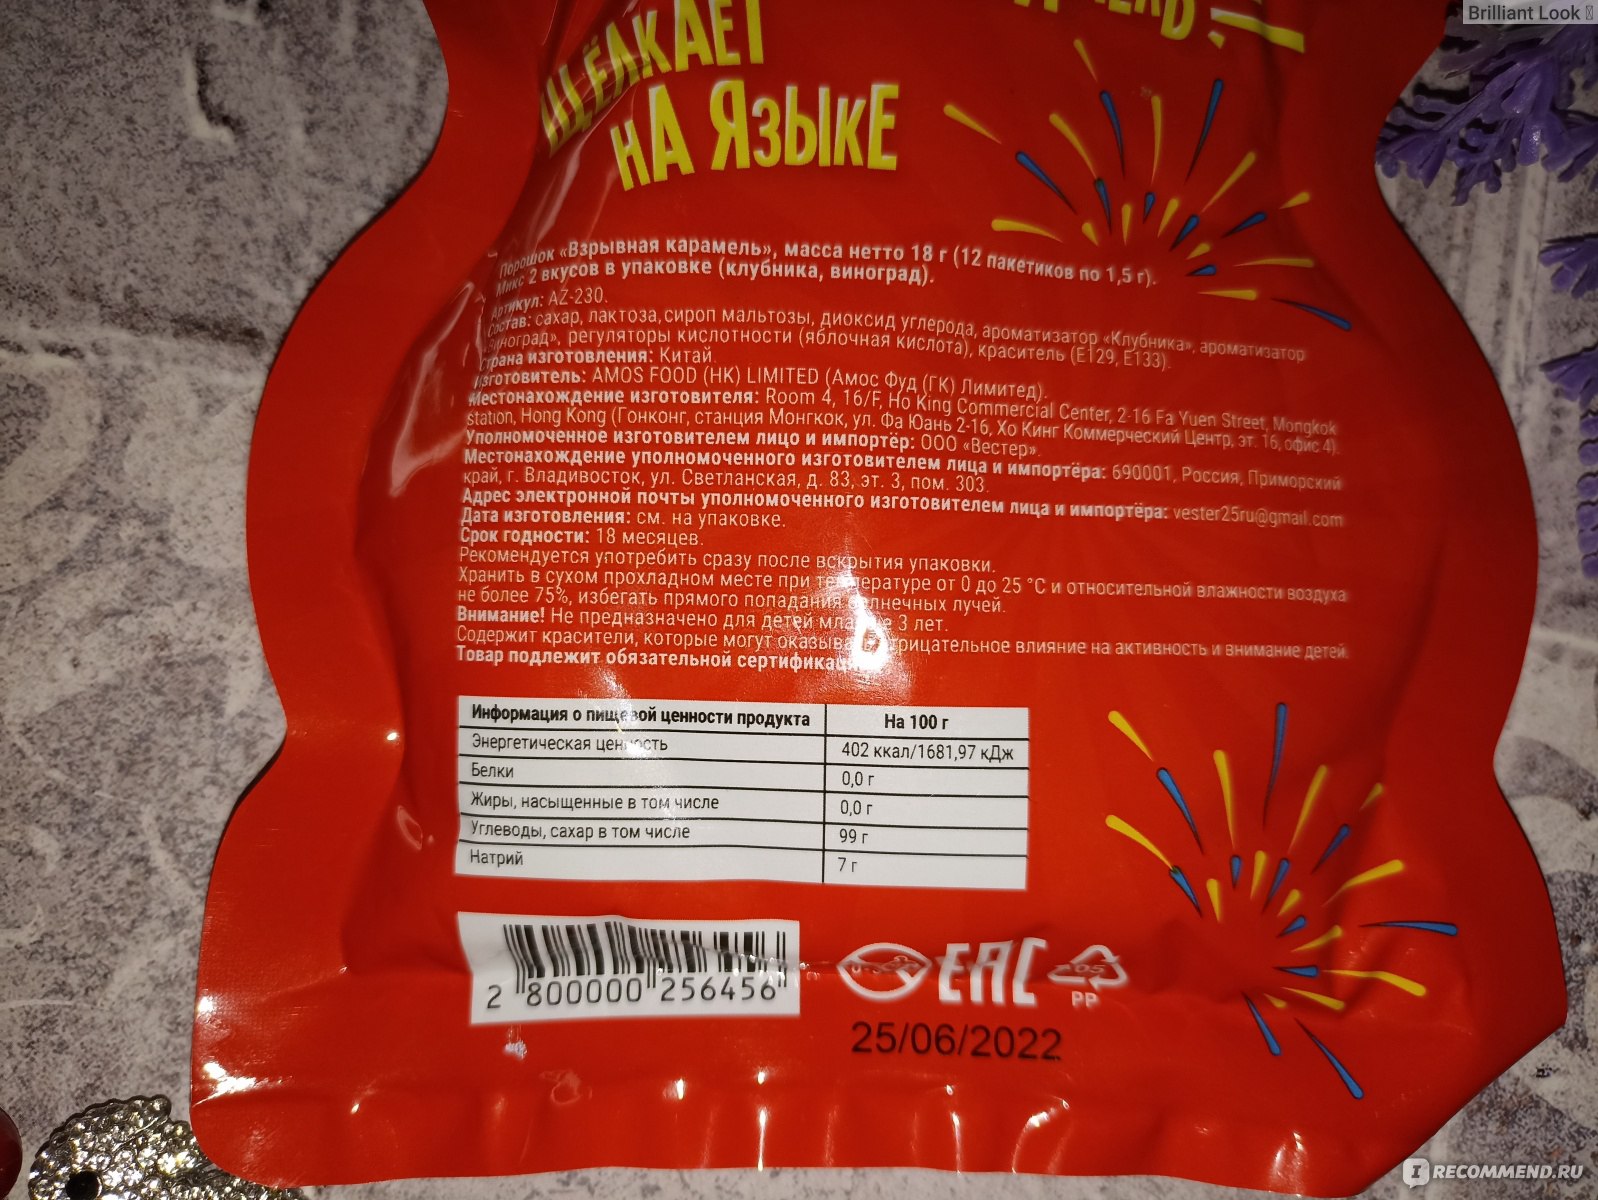 Brilliant Look
ЩЁЛКАЕТ
НА ЯЗЫКЕ
Порошок «Взрывная карамель», масса нетто 18 г (12 пакетиков по 1,5 г).
Микс 2 вкусов в упаковке (клубника, виноград).
Артикул: AZ-230.
Состав: сахар, лактоза, сироп мальтозы, диоксид углерода, ароматизатор «Клубника», ароматизатор
«Виноград», регуляторы кислотности (яблочная кислота), краситель (E129, E133).
Страна изготовления: Китай.
Изготовитель: AMOS FOOD (HK) LIMITED (Амос Фуд (ГК) Лимитед).
Местонахождение изготовителя: Room 4, 16/F, Ho King Commercial Center, 2-16 Fa Yuen Street, Mongkok
station, Hong Kong (Гонконг, станция Монгкок, ул. Фа Юань 2-16, Хо Кинг Коммерческий Центр, эт. 16, офис 4).
Уполномоченное изготовителем лицо и импортёр: ООО «Вестер».
Местонахождение уполномоченного изготовителем лица и импортёра: 690001, Россия, Приморский
край, г. Владивосток, ул. Светланская, д. 83, эт. 3, пом. 303.
Адрес электронной почты уполномоченного изготовителем лица и импортёра: vester25ru@gmail.com
Дата изготовления: см. на упаковке.
Срок годности: 18 месяцев.
Рекомендуется употребить сразу после вскрытия упаковки.
Хранить в сухом прохладном месте при температуре от 0 до 25 °C и относительной влажности воздуха
не более 75%, избегать прямого попадания солнечных лучей.
Внимание! Не предназначено для детей младше 3 лет.
Содержит красители, которые могут оказывать отрицательное влияние на активность и внимание детей.
Товар подлежит обязательной сертификации.
Информация о пищевой ценности продукта На 100 г
Энергетическая ценность 402 ккал/1681,97 кДж
Белки 0,0 г
Жиры, насыщенные в том числе 0,0 г
Углеводы, сахар в том числе 99 г
Натрий 7 г
2 800000 256456
EAC
PP
25/06/2022
IRECOMMEND.RU